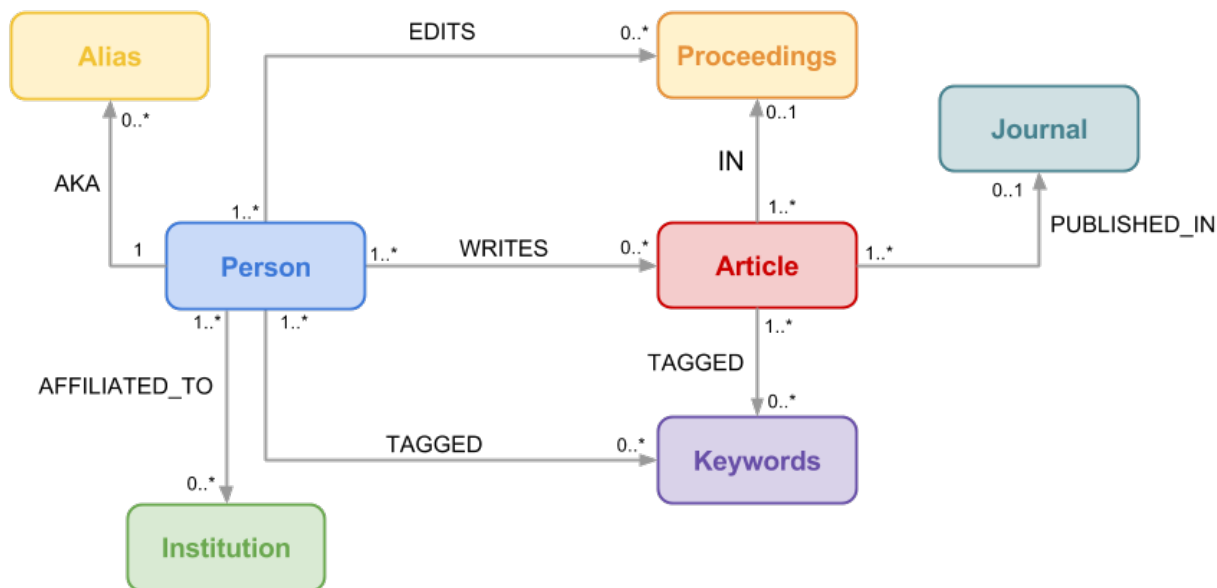 EDITS
0..*
Alias
Proceedings
0..*
0..1
Journal
AKA
IN
0..1
1..*
1..*
PUBLISHED_IN
1
Person
1..*
WRITES
0..*
Article
1..*
1..*
1..*
1..*
AFFILIATED_TO
TAGGED
0..*
TAGGED
0..*
Keywords
0..*
Institution